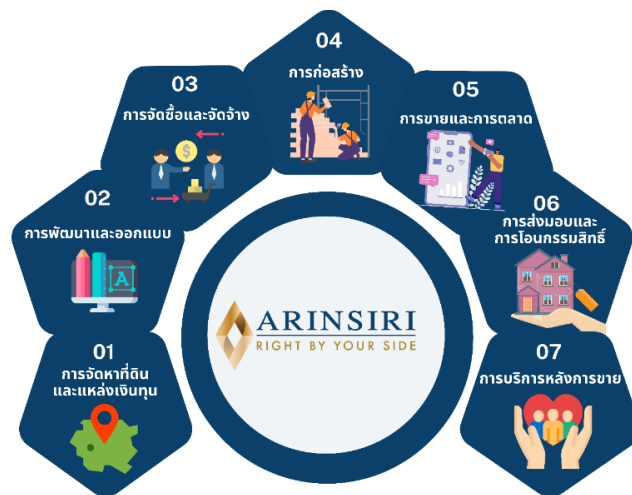 01
การจัดหาที่ดิน
และแหล่งเงินทุน
02
การพัฒนาและออกแบบ
A
03
การจัดซื้อและจัดจ้าง
$
04
การก่อสร้าง
05
การขายและการตลาด
06
การส่งมอบและ
การโอนกรรมสิทธิ์
07
การบริการหลังการขาย
ARINSIRI
RIGHT BY YOUR SIDE